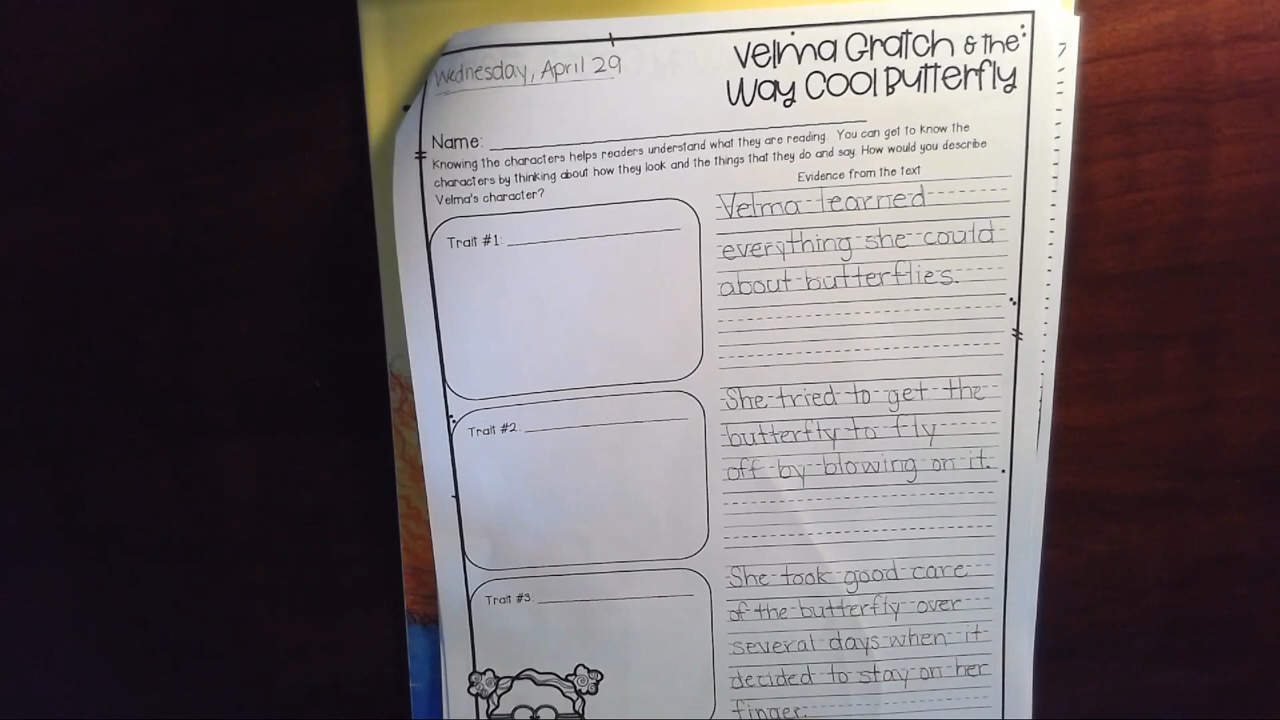 Wednesday, April 29
Velma Gratch & the
Way Cool Butterfly
Name:
Knowing the characters helps readers understand what they are reading. You can get to know the
characters by thinking about how they look and the things that they do and say. How would you describe
Velma's character?
Evidence from the text
Trait #1:
Velma learned
everything she could
about butterflies.
Trait #2:
She tried to get the
butterfly to fly
off by blowing on it.
Trait #3:
She took good care
of the butterfly over
several days when it
decided to stay on her
finger.